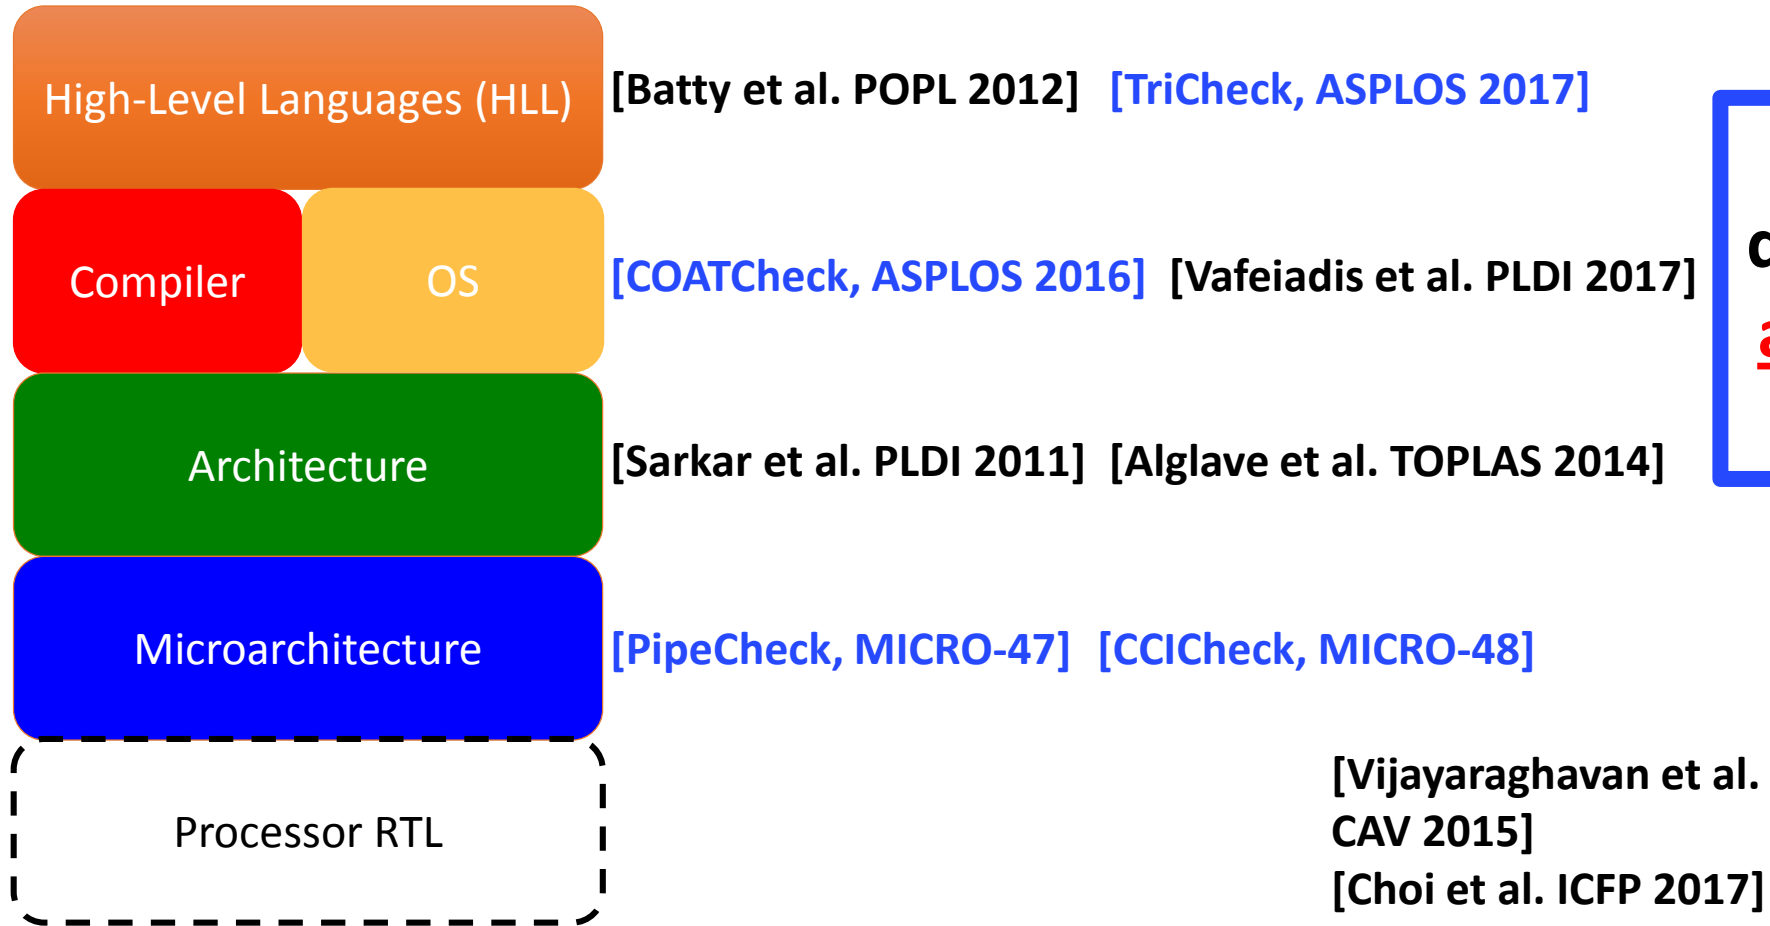 High-Level Languages (HLL)
[Batty et al. POPL 2012] [TriCheck, ASPLOS 2017]
Compiler
OS
[COATCheck, ASPLOS 2016] [Vafeiadis et al. PLDI 2017]
Architecture
[Sarkar et al. PLDI 2011] [Alglave et al. TOPLAS 2014]
Microarchitecture
[PipeCheck, MICRO-47] [CCICheck, MICRO-48]
Processor RTL
[Vijayaraghavan et al.
CAV 2015]
[Choi et al. ICFP 2017]